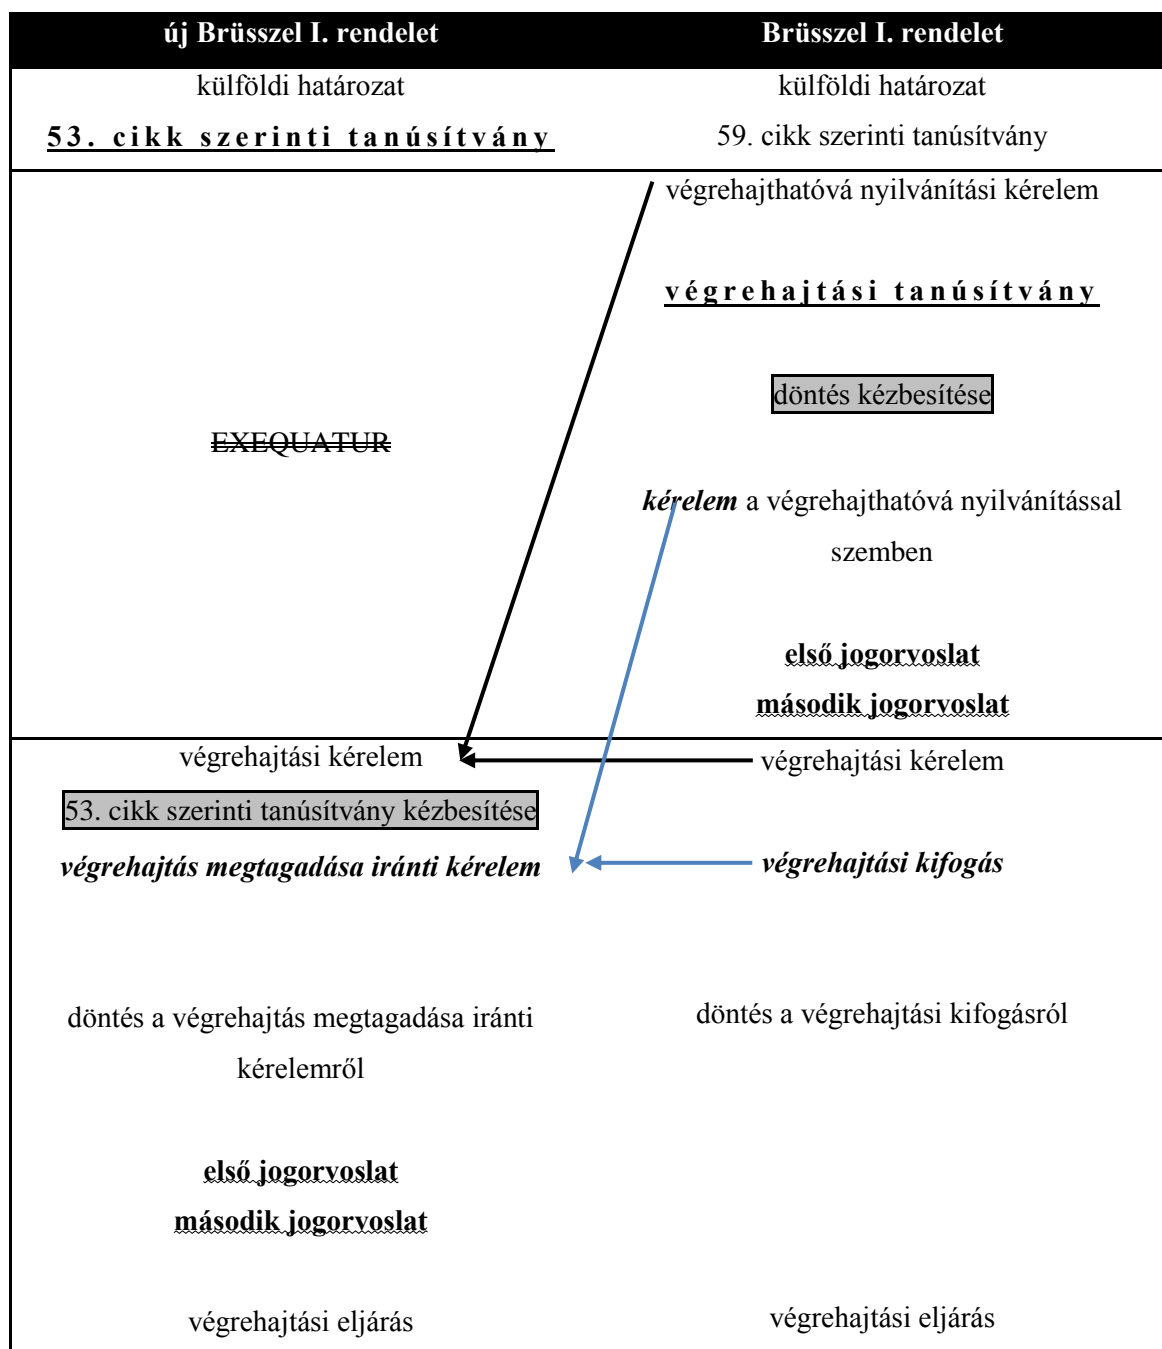 új Brüsszel I. rendelet
Brüsszel I. rendelet
külföldi határozat
53. cikk szerinti tanúsítvány
külföldi határozat
59. cikk szerinti tanúsítvány
EXEQUATUR
végrehajthatóvá nyilvánítási kérelem
végrehajtási tanúsítvány
döntés kézbesítése
kérelem a végrehajthatóvá nyilvánítással
szemben
első jogorvoslat
második jogorvoslat
végrehajtási kérelem
53. cikk szerinti tanúsítvány kézbesítése
végrehajtás megtagadása iránti kérelem
döntés a végrehajtás megtagadása iránti
kérelemről
első jogorvoslat
második jogorvoslat
végrehajtási eljárás
végrehajtási kérelem
végrehajtási kifogás
döntés a végrehajtási kifogásról
végrehajtási eljárás